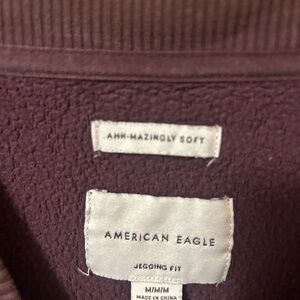 AHH-MAZINGLY SOFT
AMERICAN EAGLE
JEGGING FIT
M/M/M
MADE IN CHINA